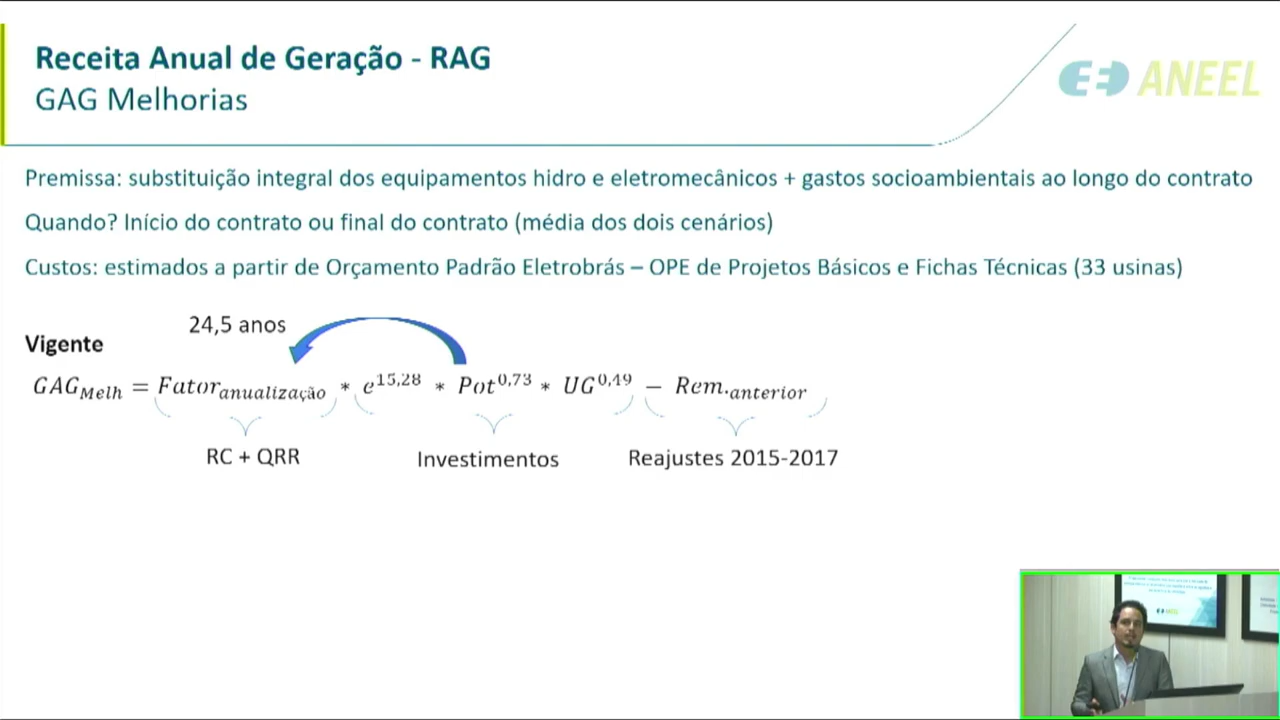 Receita Anual de Geração - RAG
GAG Melhorias
ANEEL
Premissa: substituição integral dos equipamentos hidro e eletromecânicos + gastos socioambientais ao longo do contrato
Quando? Início do contrato ou final do contrato (média dos dois cenários)
Custos: estimados a partir de Orçamento Padrão Eletrobrás – OPE de Projetos Básicos e Fichas Técnicas (33 usinas)
24,5 anos
Vigente
GAG_Melh = Fator_anualização * e^15,28 * Pot^0,73 * UG^0,49 − Rem._anterior
RC + QRR
Investimentos
Reajustes 2015-2017
ANEEL